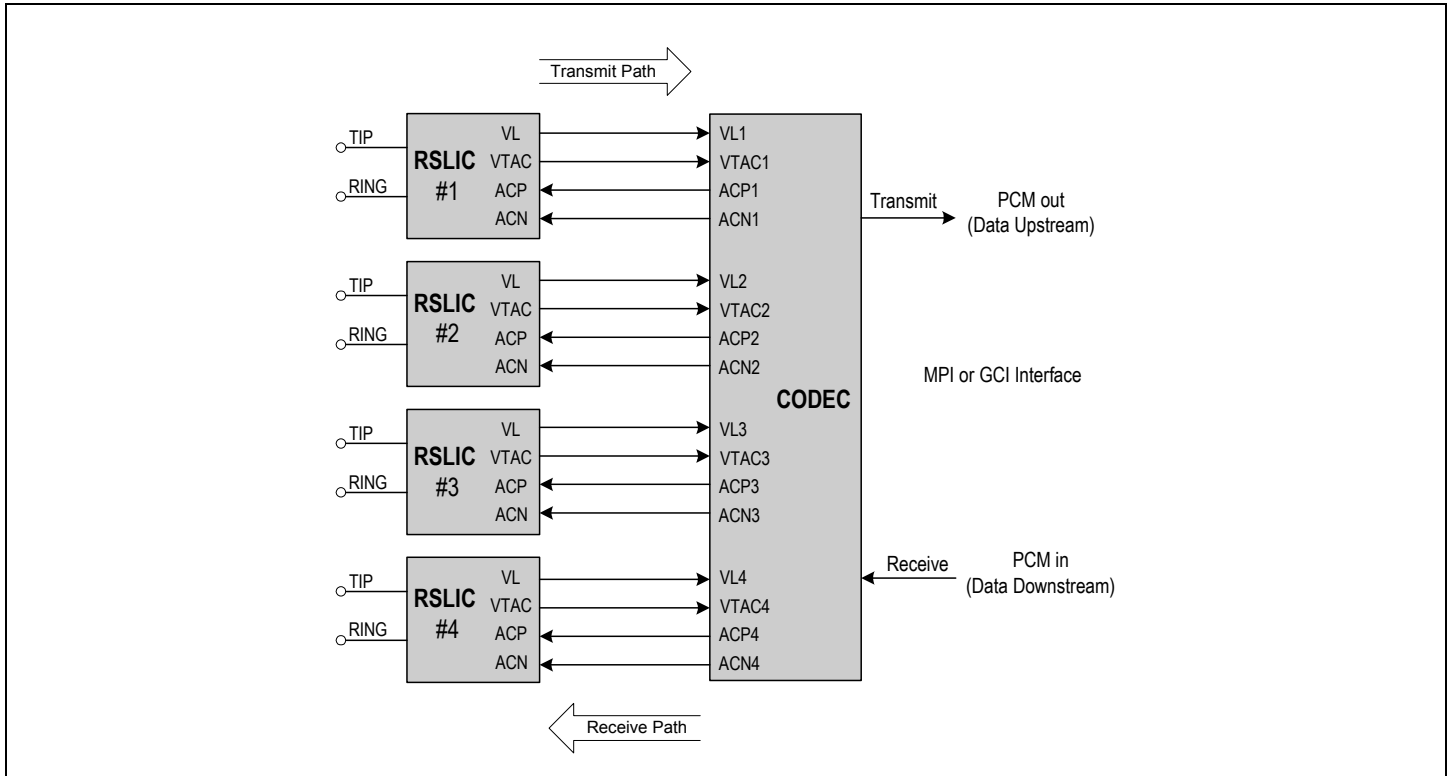 Transmit Path
TIP
RING
RSLIC
#1
VL
VTAC
ACP
ACN
TIP
RING
RSLIC
#2
VL
VTAC
ACP
ACN
TIP
RING
RSLIC
#3
VL
VTAC
ACP
ACN
TIP
RING
RSLIC
#4
VL
VTAC
ACP
ACN
VL1
VTAC1
ACP1
ACN1
VL2
VTAC2
ACP2
ACN2
CODEC
VL3
VTAC3
ACP3
ACN3
VL4
VTAC4
ACP4
ACN4
Transmit
PCM out
(Data Upstream)
MPI or GCI Interface
Receive
PCM in
(Data Downstream)
Receive Path